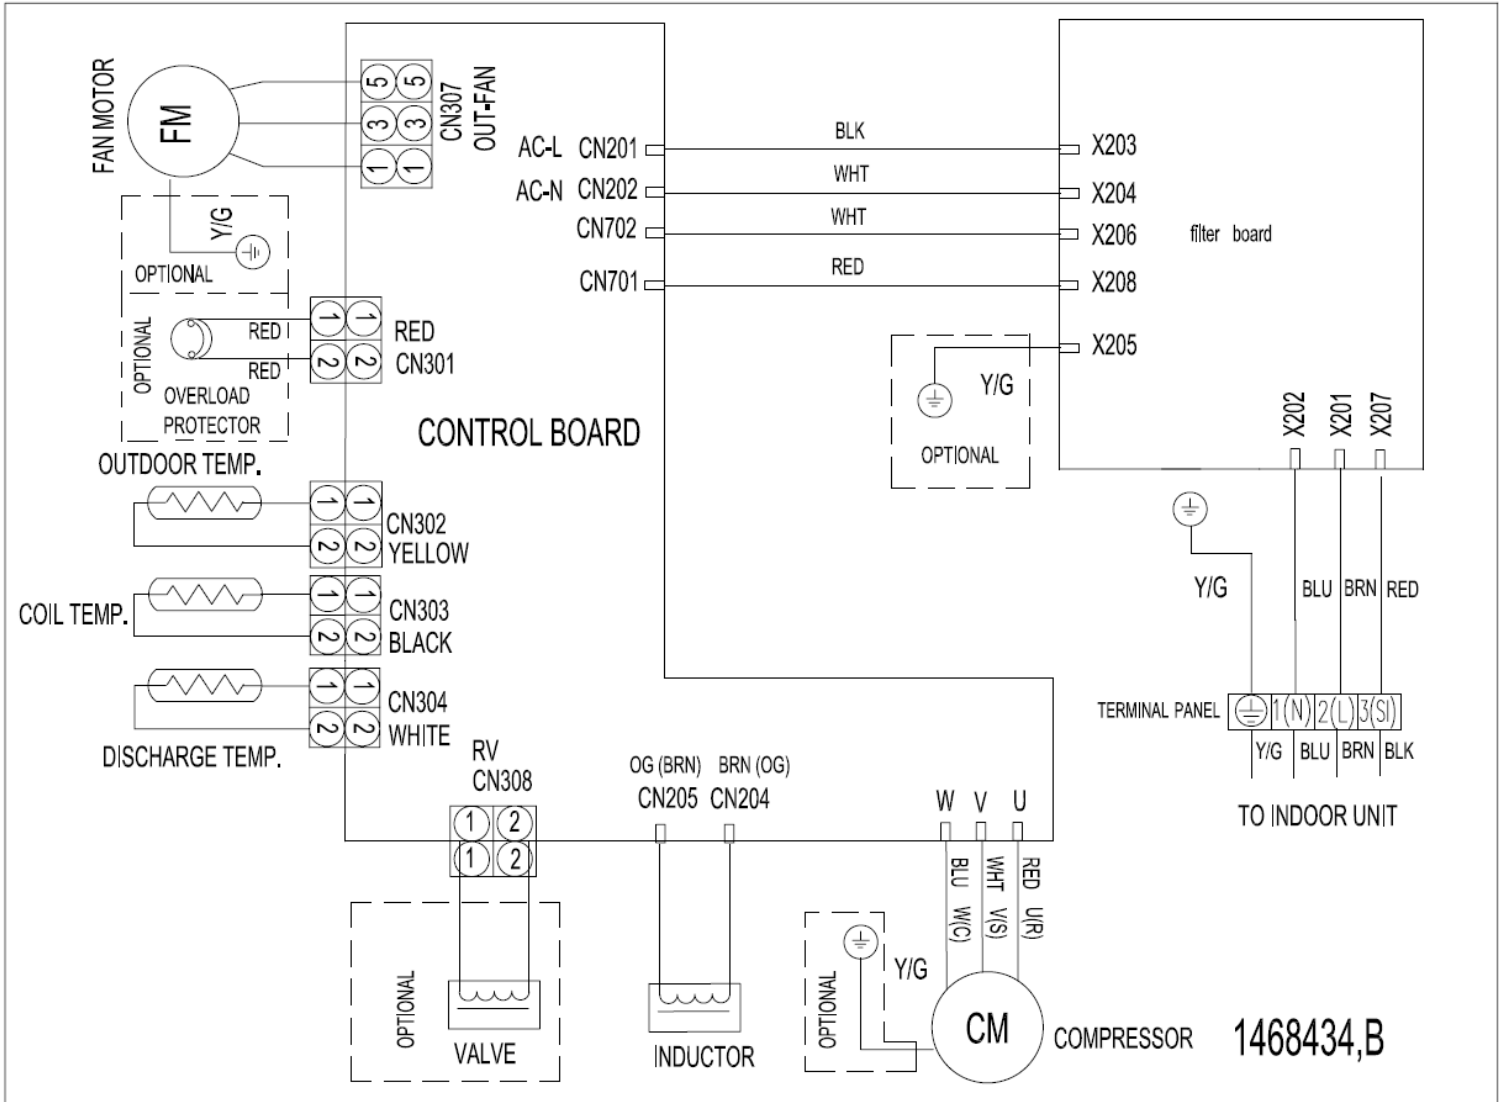 FAN MOTOR
FM
5 5
3 3
1 1
CN307
OUT-FAN
Y/G
OPTIONAL
OPTIONAL
RED
RED
OVERLOAD
PROTECTOR
1 1
2 2
RED
CN301
AC-L CN201
AC-N CN202
CN702
CN701
BLK
WHT
WHT
RED
X203
X204
X206
X208
X205
filter board
Y/G
OPTIONAL
X202
X201
X207
CONTROL BOARD
OUTDOOR TEMP.
1 1
2 2
CN302
YELLOW
COIL TEMP.
1 1
2 2
CN303
BLACK
DISCHARGE TEMP.
1 1
2 2
CN304
WHITE
Y/G
BLU
BRN
RED
TERMINAL PANEL
1(N) 2(L) 3(SI)
Y/G BLU BRN BLK
TO INDOOR UNIT
RV
CN308
1 2
1 2
OPTIONAL
VALVE
OG (BRN) BRN (OG)
CN205 CN204
INDUCTOR
W V U
BLU W(C)
WHT V(S)
RED U(R)
OPTIONAL
Y/G
CM
COMPRESSOR
1468434,B